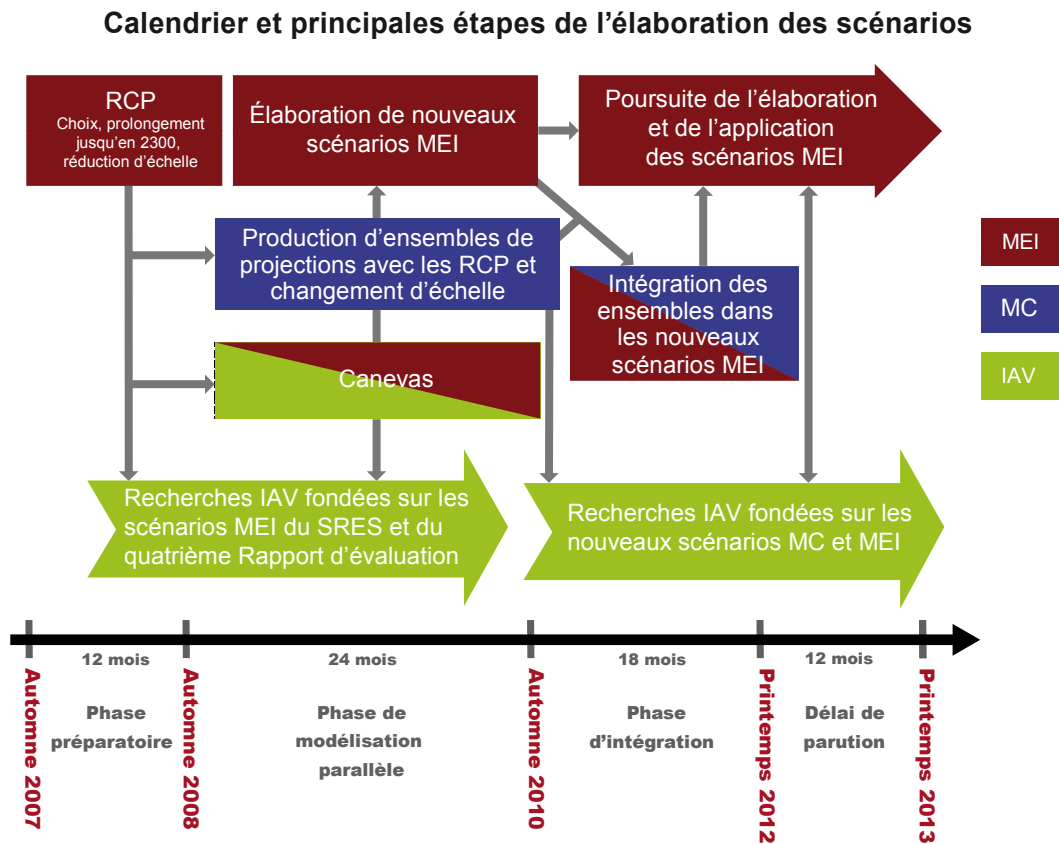 Calendrier et principales étapes de l’élaboration des scénarios
RCP
Choix, prolongement
jusqu’en 2300,
réduction d’échelle
Élaboration de nouveaux
scénarios MEI
Poursuite de l’élaboration
et de l’application
des scénarios MEI
Production d’ensembles de
projections avec les RCP et
changement d’échelle
Intégration des
ensembles dans
les nouveaux
scénarios MEI
Canevas
MEI
MC
IAV
Recherches IAV fondées sur les
scénarios MEI du SRES et du
quatrième Rapport d’évaluation
Recherches IAV fondées sur les
nouveaux scénarios MC et MEI
Automne 2007
12 mois
Phase
préparatoire
Automne 2008
24 mois
Phase de
modélisation
parallèle
Automne 2010
18 mois
Phase
d’intégration
Printemps 2012
12 mois
Délai de
parution
Printemps 2013